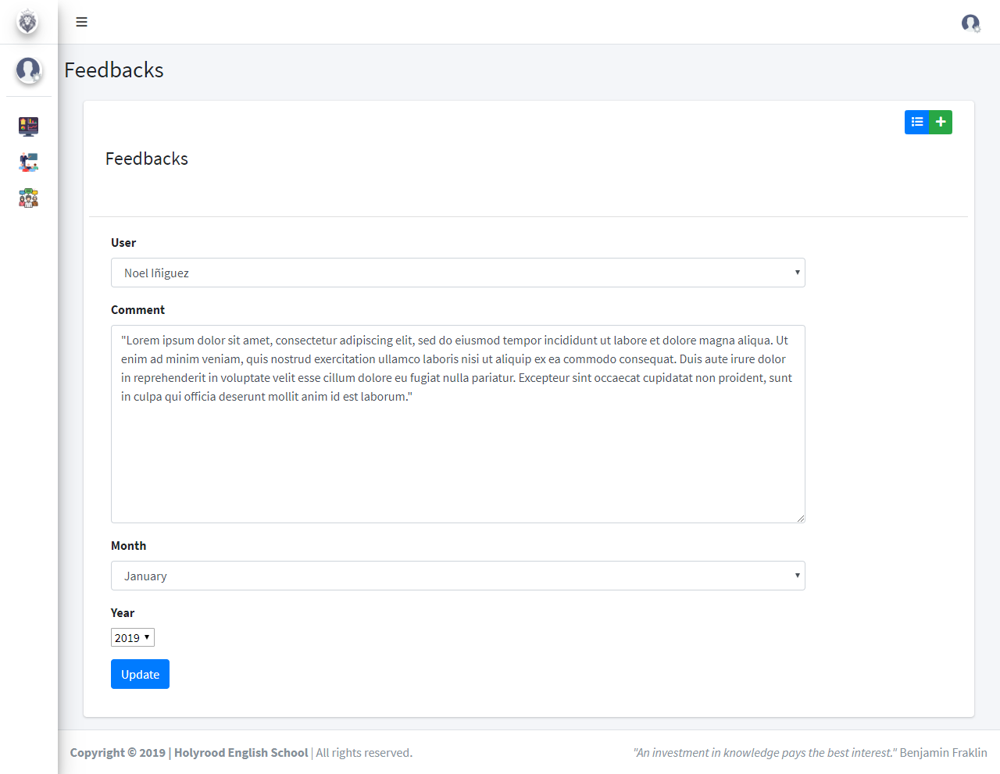 Feedbacks
Feedbacks
User
Noel Iñiguez
Comment
"Lorem ipsum dolor sit amet, consectetur adipiscing elit, sed do eiusmod tempor incididunt ut labore et dolore magna aliqua. Ut
enim ad minim veniam, quis nostrud exercitation ullamco laboris nisi ut aliquip ex ea commodo consequat. Duis aute irure dolor
in reprehenderit in voluptate velit esse cillum dolore eu fugiat nulla pariatur. Excepteur sint occaecat cupidatat non proident, sunt
in culpa qui officia deserunt mollit anim id est laborum."
Month
January
Year
2019
Update
Copyright © 2019 | Holyrood English School | All rights reserved.
"An investment in knowledge pays the best interest." Benjamin Fraklin